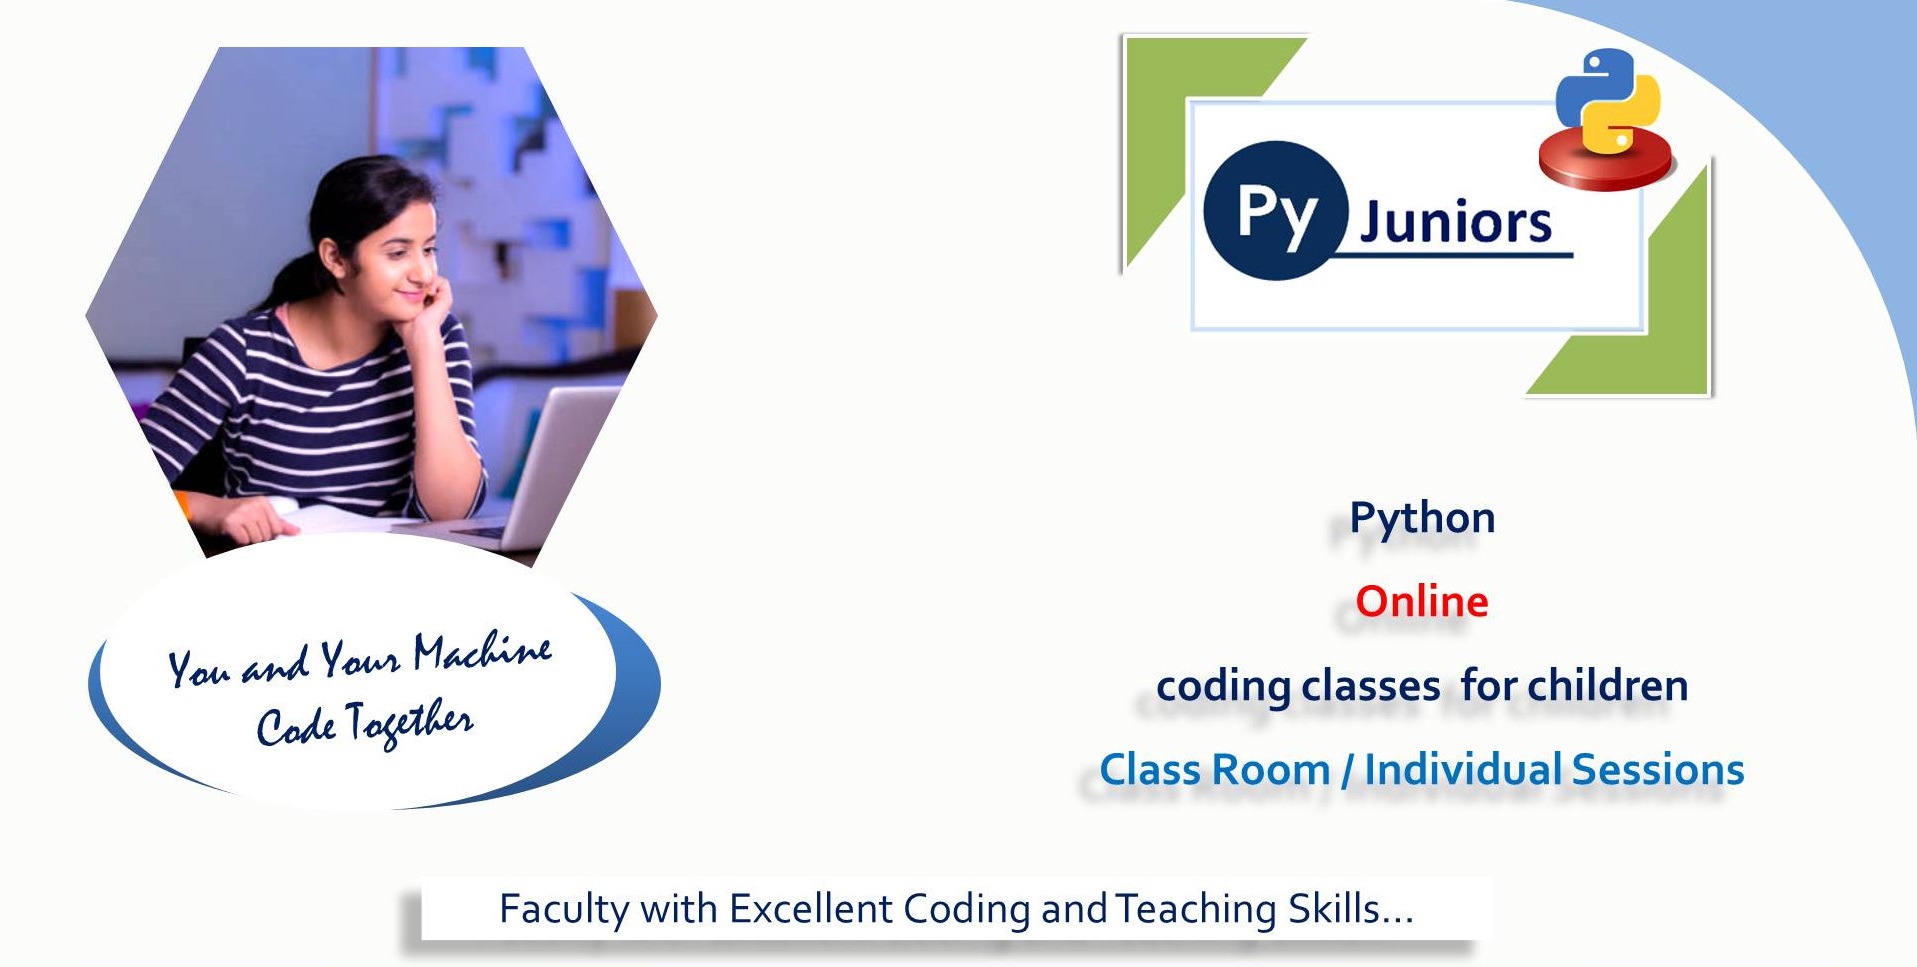 Py Juniors
Python
Online
coding classes for children
Class Room / Individual Sessions
You and Your Machine
Code Together
Faculty with Excellent Coding and Teaching Skills...